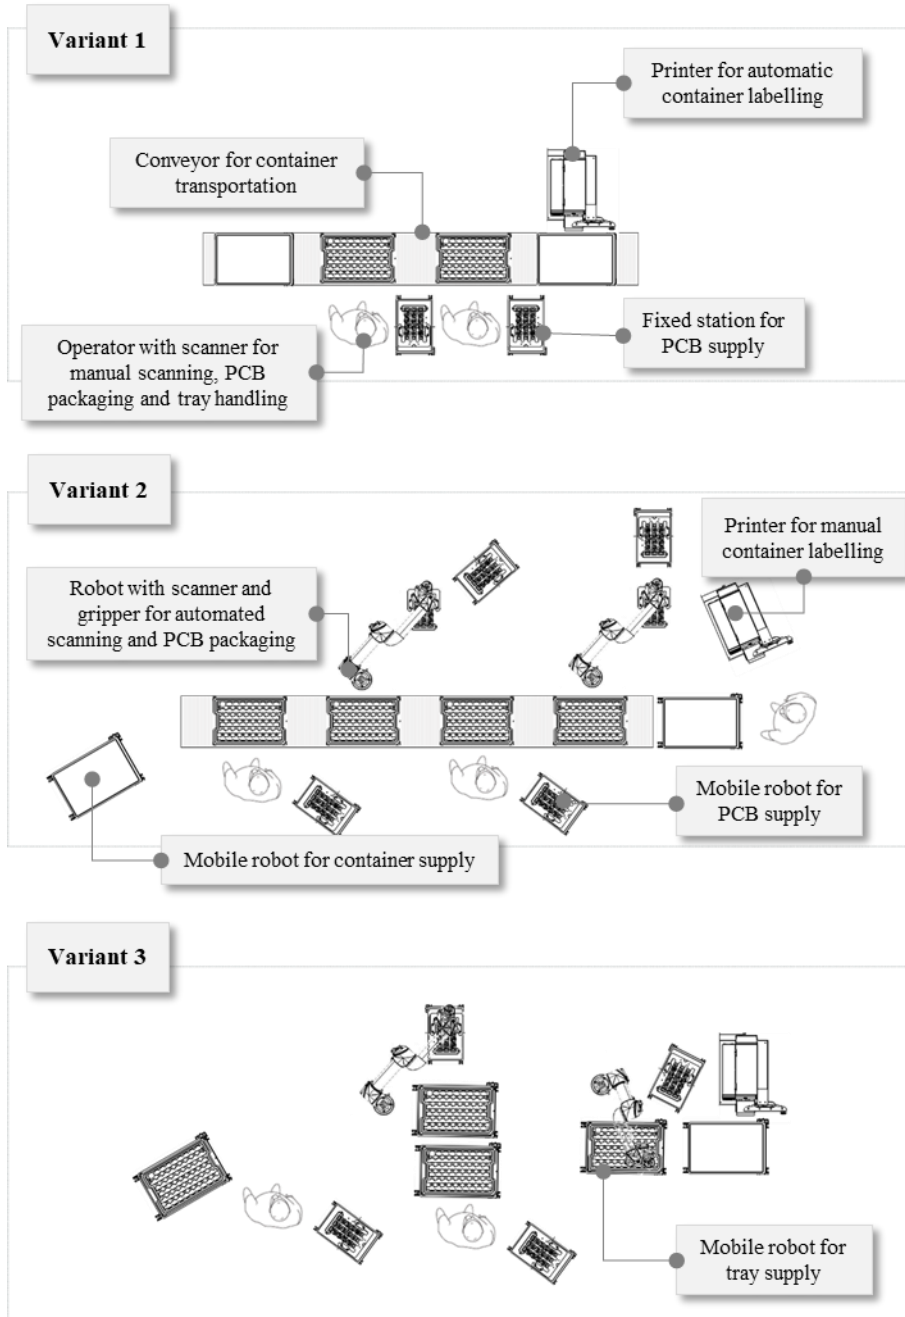 Variant 1
Printer for automatic
container labelling
Conveyor for container
transportation
Fixed station for
PCB supply
Operator with scanner for
manual scanning, PCB
packaging and tray handling
Variant 2
Printer for manual
container labelling
Robot with scanner and
gripper for automated
scanning and PCB packaging
Mobile robot for
PCB supply
Mobile robot for container supply
Variant 3
Mobile robot for
tray supply